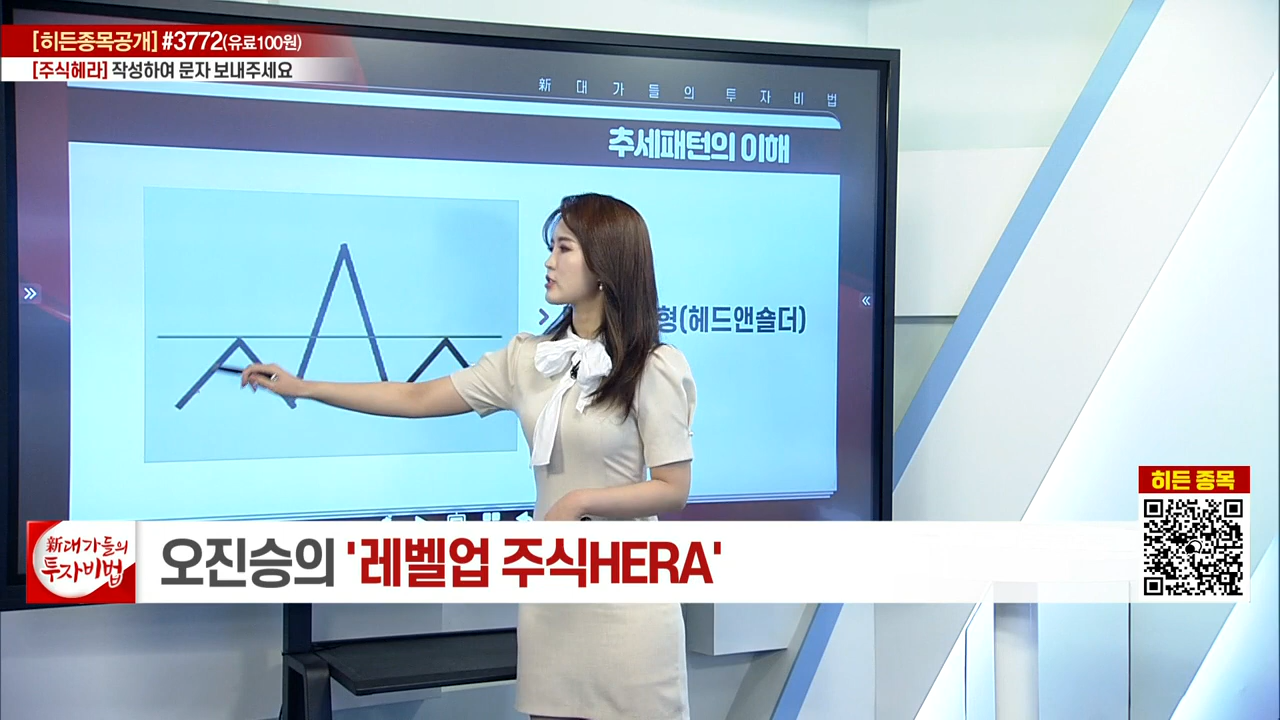 [히든종목공개] #3772(유료100원)
[주식헤라] 작성하여 문자 보내주세요
新 대 가 들 의 투 자 비 법
추세패턴의 이해
형(헤드앤숄더)
히든 종목
新대가들의
투자비법
오진승의 '레벨업 주식HERA'